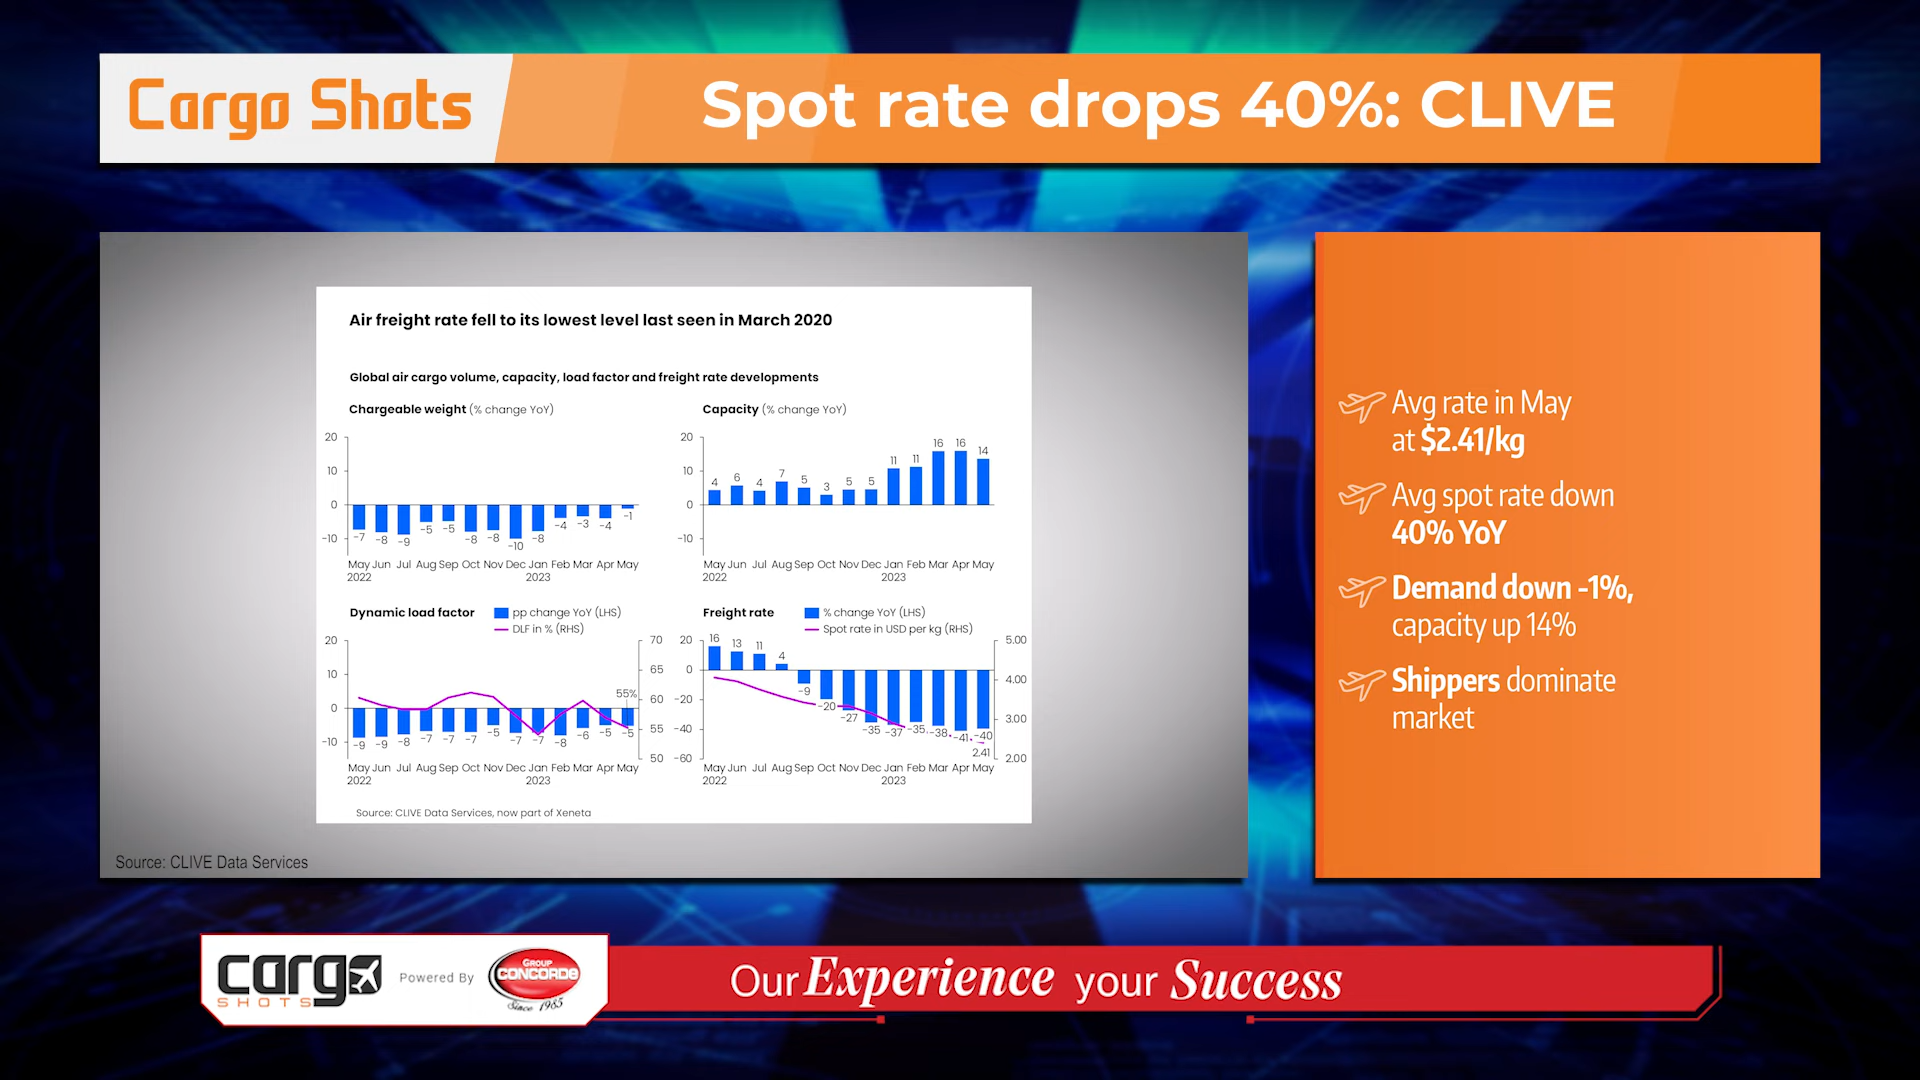 Cargo Shots
Spot rate drops 40%: CLIVE
Air freight rate fell to its lowest level last seen in March 2020
Global air cargo volume, capacity, load factor and freight rate developments
Chargeable weight (% change YoY)
20
10
0
-10
-7 -8 -9 -5 -5 -8 -8 -10 -8 -4 -3 -4 -1
May Jun Jul Aug Sep Oct Nov Dec Jan Feb Mar Apr May
2022 2023
Capacity (% change YoY)
20
10
0
-10
4 6 4 7 5 3 5 5 11 11 16 16 14
May Jun Jul Aug Sep Oct Nov Dec Jan Feb Mar Apr May
2022 2023
Dynamic load factor
pp change YoY (LHS)
DLF in % (RHS)
20
10
0
-10
70
65
60
55
50
55%
-9 -9 -8 -7 -7 -7 -5 -7 -7 -8 -6 -5 -5
May Jun Jul Aug Sep Oct Nov Dec Jan Feb Mar Apr May
2022 2023
Freight rate
% change YoY (LHS)
Spot rate in USD per kg (RHS)
20
0
-20
-40
-60
5.00
4.00
3.00
2.00
16 13 11 4 -9 -20 -27 -35 -37 -35 -38 -41 -40
2.41
May Jun Jul Aug Sep Oct Nov Dec Jan Feb Mar Apr May
2022 2023
Source: CLIVE Data Services, now part of Xeneta
Source: CLIVE Data Services
Avg rate in May
at $2.41/kg
Avg spot rate down
40% YoY
Demand down -1%,
capacity up 14%
Shippers dominate
market
cargo
SHOTS
Powered By
GROUP
CONCORDE
Since 1985
Our Experience your Success